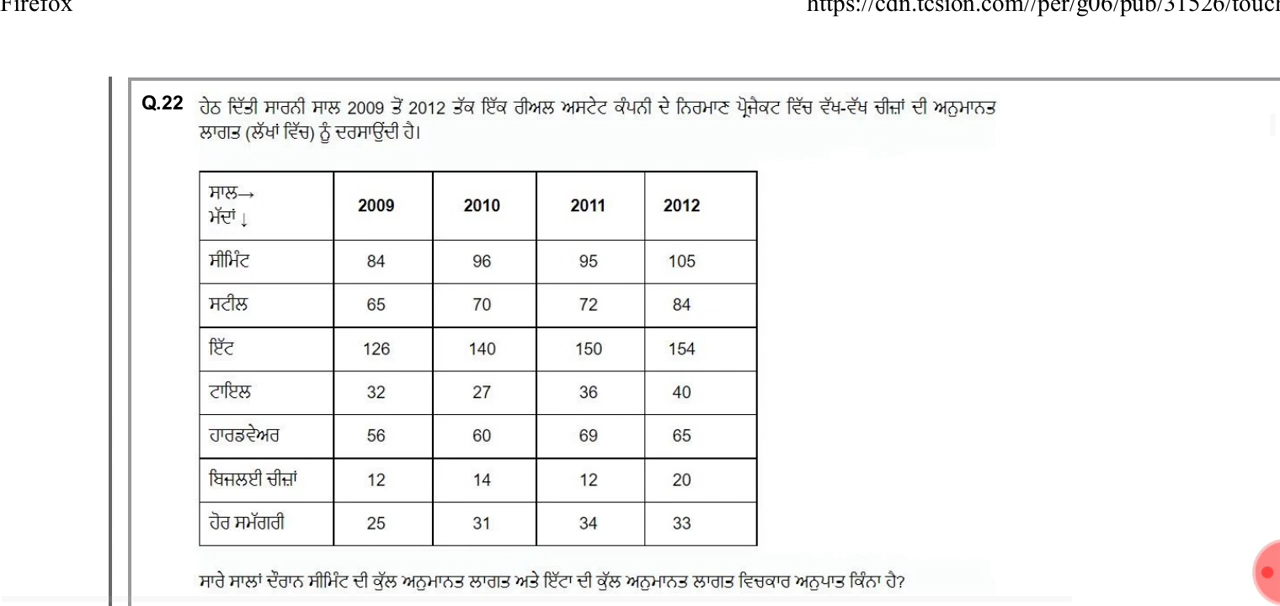 Firefox
https://cdn.tcsion.com//per/g06/pub/31526/touch
Q.22 ਹੇਠ ਦਿੱਤੀ ਸਾਰਨੀ ਸਾਲ 2009 ਤੋਂ 2012 ਤੱਕ ਇੱਕ ਰੀਅਲ ਅਸਟੇਟ ਕੰਪਨੀ ਦੇ ਨਿਰਮਾਣ ਪ੍ਰੋਜੈਕਟ ਵਿੱਚ ਵੱਖ-ਵੱਖ ਚੀਜ਼ਾਂ ਦੀ ਅਨੁਮਾਨਤ
ਲਾਗਤ (ਲੱਖਾਂ ਵਿੱਚ) ਨੂੰ ਦਰਸਾਉਂਦੀ ਹੈ।
ਸਾਲ→
ਮੱਦਾਂ ↓
2009 2010 2011 2012
ਸੀਮਿੰਟ 84 96 95 105
ਸਟੀਲ 65 70 72 84
ਇੱਟ 126 140 150 154
ਟਾਇਲ 32 27 36 40
ਹਾਰਡਵੇਅਰ 56 60 69 65
ਬਿਜਲਈ ਚੀਜ਼ਾਂ 12 14 12 20
ਹੋਰ ਸਮੱਗਰੀ 25 31 34 33
ਸਾਰੇ ਸਾਲਾਂ ਦੌਰਾਨ ਸੀਮਿੰਟ ਦੀ ਕੁੱਲ ਅਨੁਮਾਨਤ ਲਾਗਤ ਅਤੇ ਇੱਟਾ ਦੀ ਕੁੱਲ ਅਨੁਮਾਨਤ ਲਾਗਤ ਵਿਚਕਾਰ ਅਨੁਪਾਤ ਕਿੰਨਾ ਹੈ?